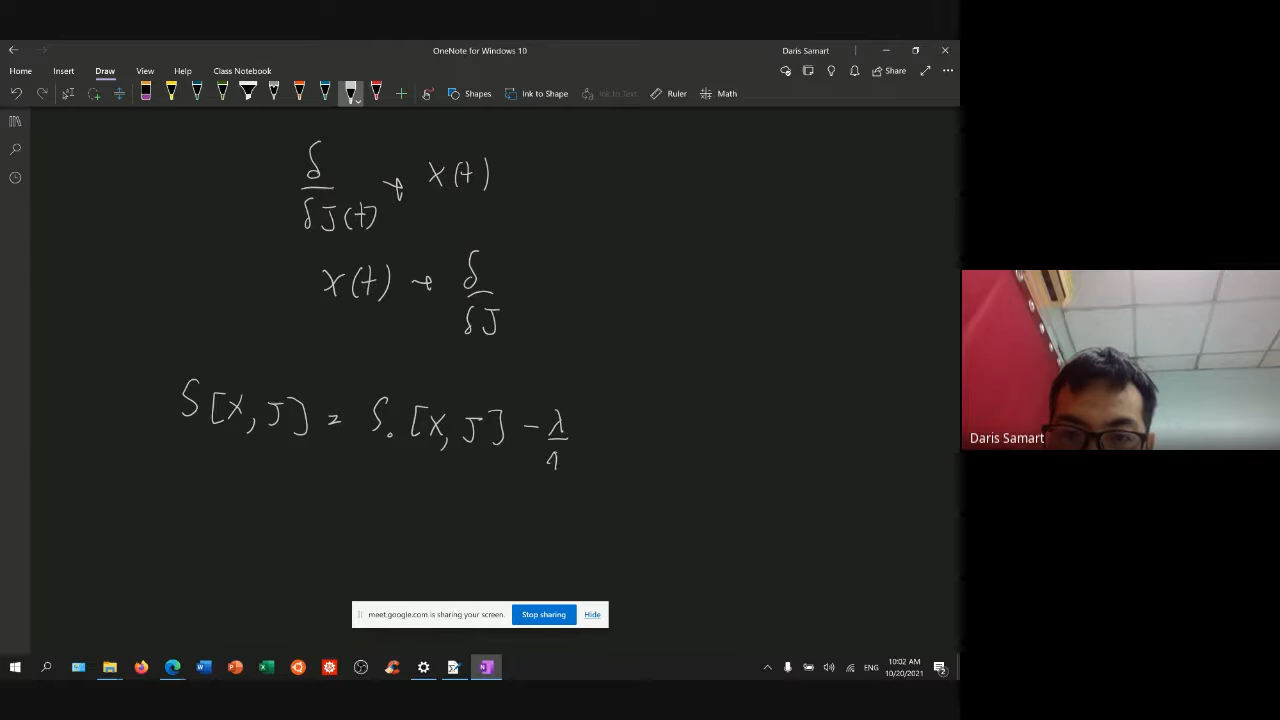 OneNote for Windows 10
Daris Samart
Home Insert Draw View Help Class Notebook
Share
Shapes Ink to Shape Ink to Text Ruler Math
δ/δJ(t) → x(t)
x(t) → δ/δJ
S[x, J] = S₀[x, J] - λ/
Daris Samart
meet.google.com is sharing your screen. Stop sharing Hide
ENG
10:02 AM
10/20/2021
2